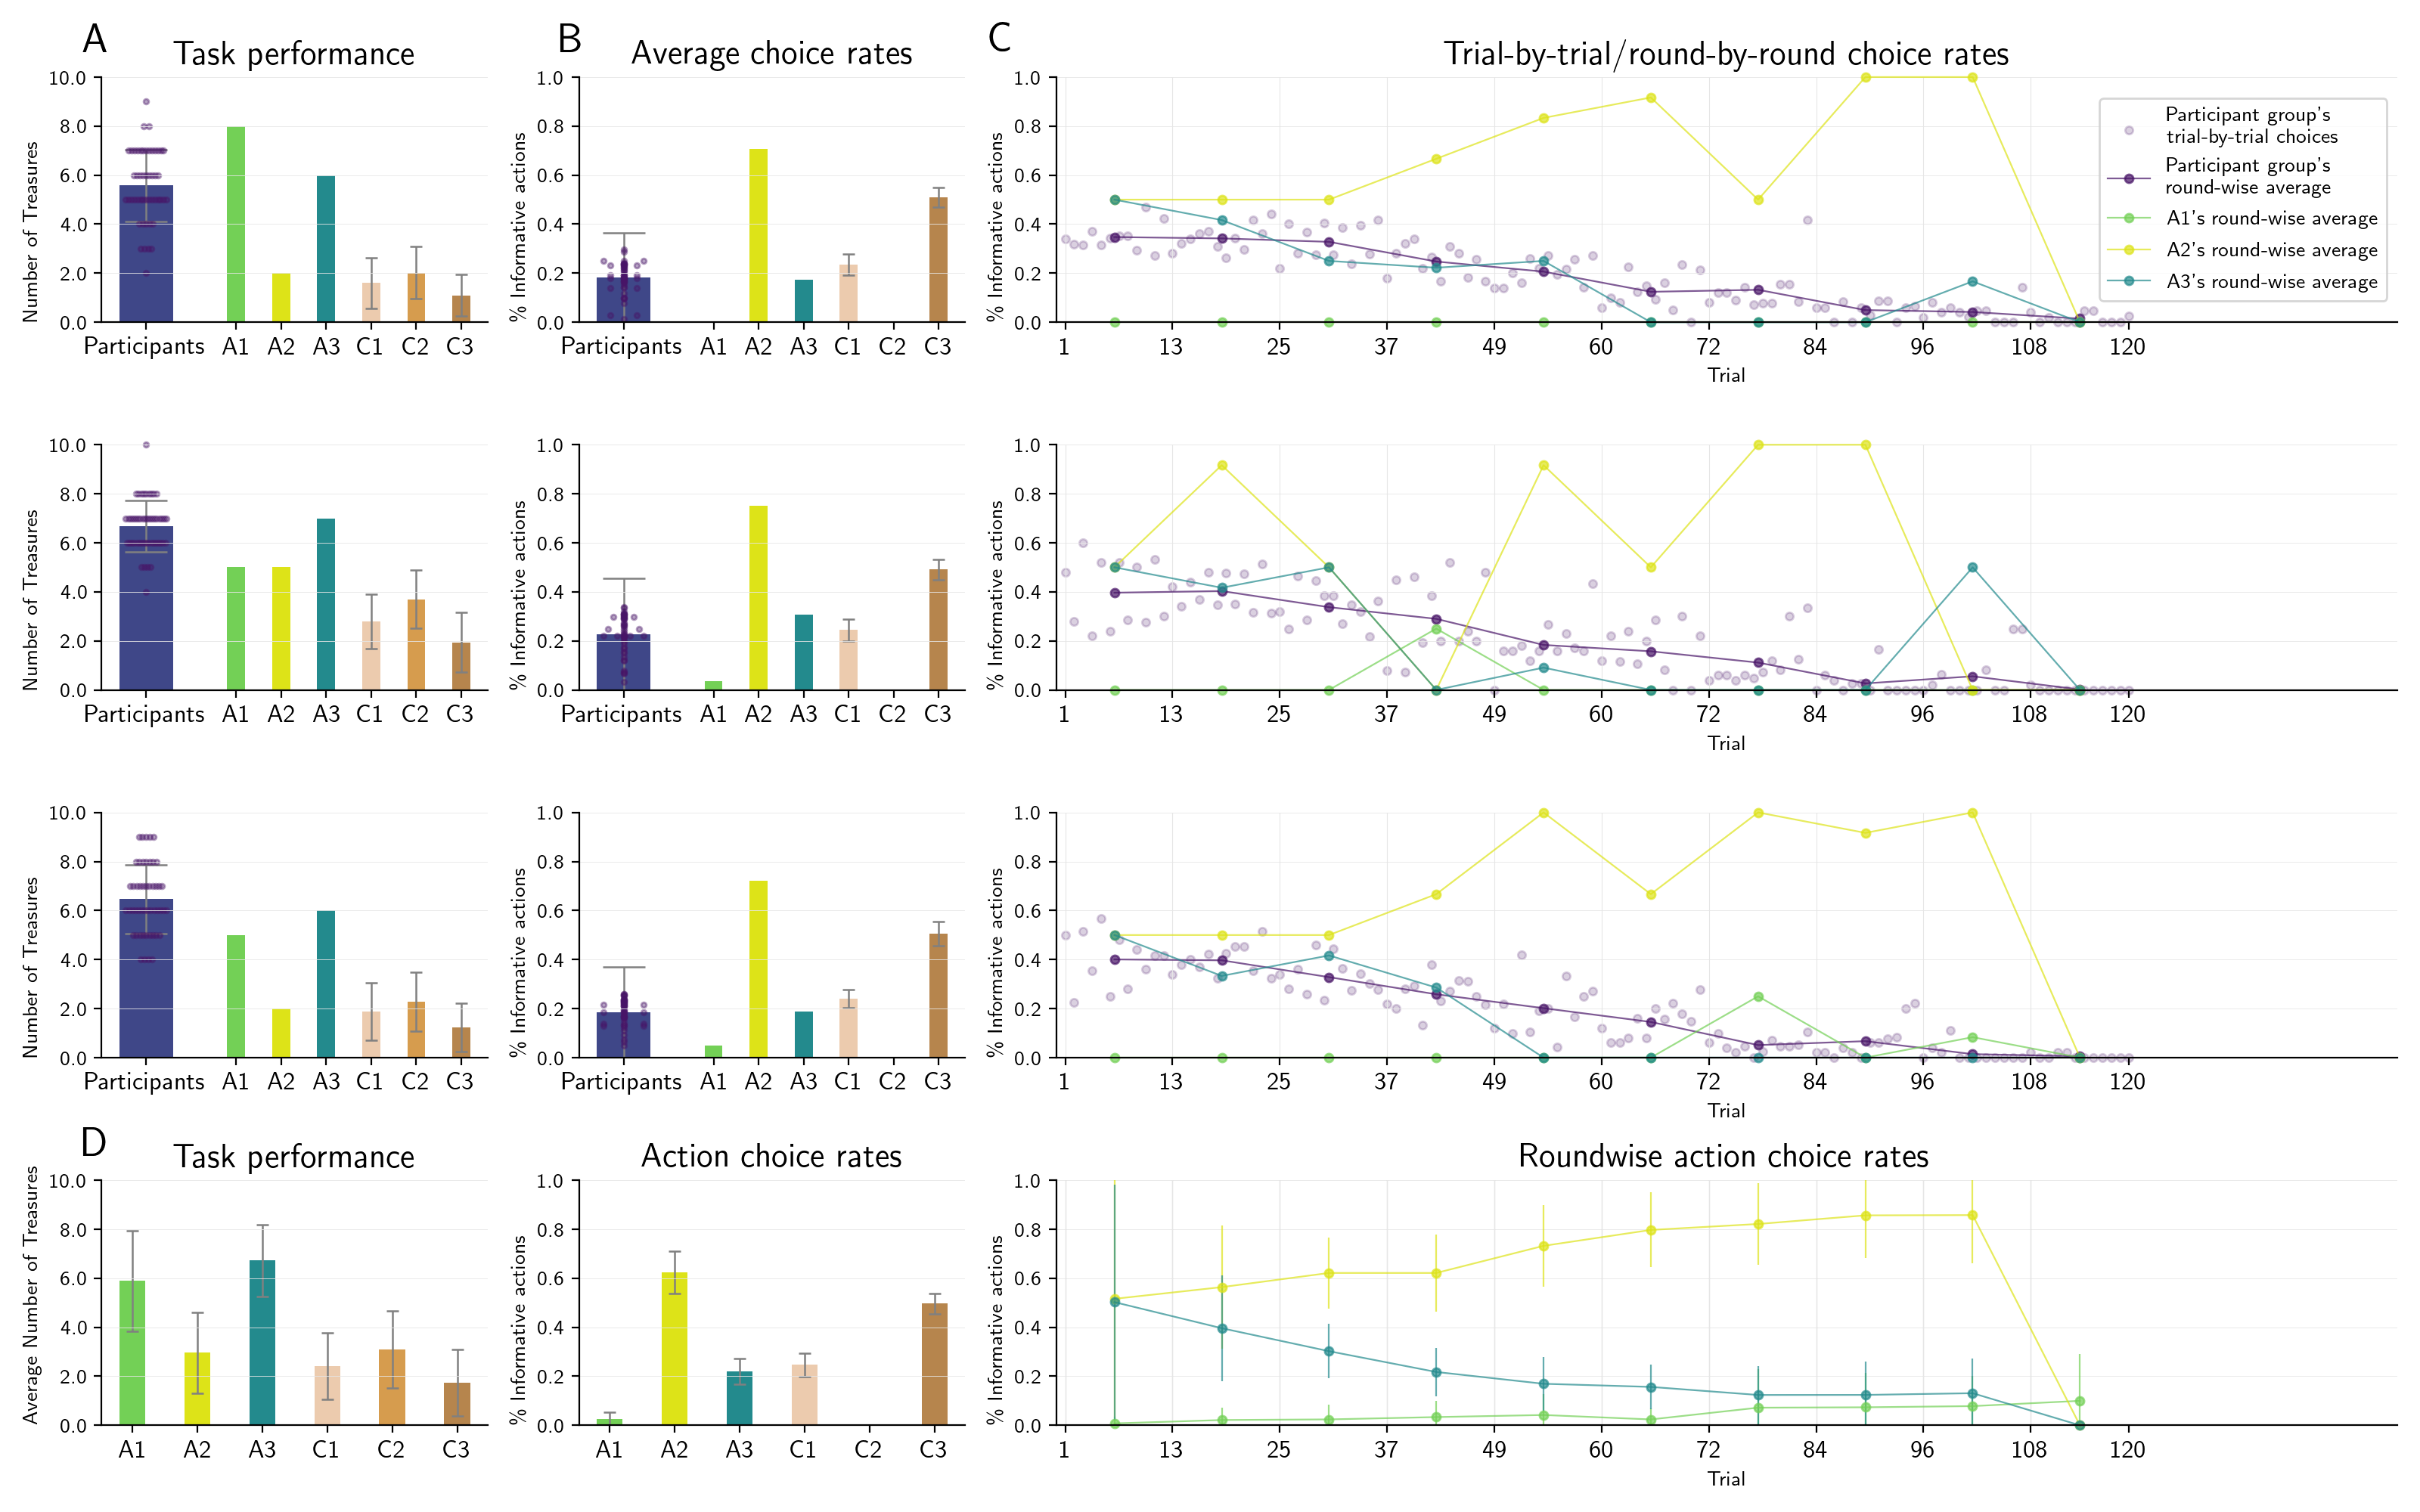 A
Task performance
B
Average choice rates
C
Trial-by-trial/round-by-round choice rates
Number of Treasures
10.0
8.0
6.0
4.0
2.0
0.0
Participants A1 A2 A3 C1 C2 C3
% Informative actions
1.0
0.8
0.6
0.4
0.2
0.0
Participants A1 A2 A3 C1 C2 C3
% Informative actions
1.0
0.8
0.6
0.4
0.2
0.0
1 13 25 37 49 60 72 84 96 108 120
Trial
Participant group's
trial-by-trial choices
Participant group's
round-wise average
A1's round-wise average
A2's round-wise average
A3's round-wise average
Number of Treasures
10.0
8.0
6.0
4.0
2.0
0.0
Participants A1 A2 A3 C1 C2 C3
% Informative actions
1.0
0.8
0.6
0.4
0.2
0.0
Participants A1 A2 A3 C1 C2 C3
% Informative actions
1.0
0.8
0.6
0.4
0.2
0.0
1 13 25 37 49 60 72 84 96 108 120
Trial
Number of Treasures
10.0
8.0
6.0
4.0
2.0
0.0
Participants A1 A2 A3 C1 C2 C3
% Informative actions
1.0
0.8
0.6
0.4
0.2
0.0
Participants A1 A2 A3 C1 C2 C3
% Informative actions
1.0
0.8
0.6
0.4
0.2
0.0
1 13 25 37 49 60 72 84 96 108 120
Trial
D
Task performance
Action choice rates
Roundwise action choice rates
Average Number of Treasures
10.0
8.0
6.0
4.0
2.0
0.0
A1 A2 A3 C1 C2 C3
% Informative actions
1.0
0.8
0.6
0.4
0.2
0.0
A1 A2 A3 C1 C2 C3
% Informative actions
1.0
0.8
0.6
0.4
0.2
0.0
1 13 25 37 49 60 72 84 96 108 120
Trial